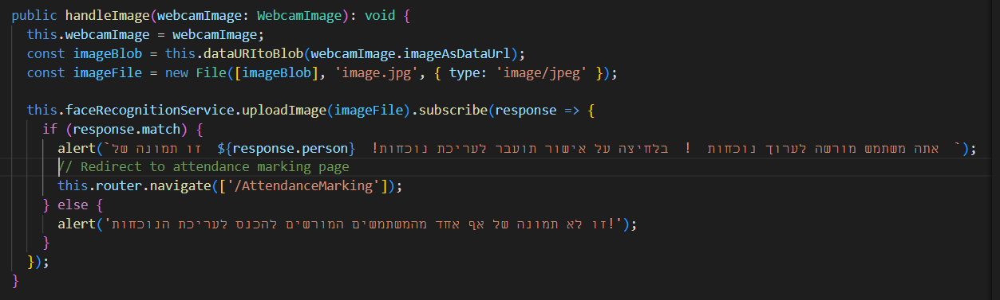 public handleImage(webcamImage: WebcamImage): void {
this.webcamImage = webcamImage;
const imageBlob = this.dataURItoBlob(webcamImage.imageAsDataUrl);
const imageFile = new File([imageBlob], 'image.jpg', { type: 'image/jpeg' });
this.faceRecognitionService.uploadImage(imageFile).subscribe(response => {
if (response.match) {
alert(`זו תמונה של  ${response.person}  !אתה משתמש מורשה לערוך נוכחות  !  בלחיצה על אישור תועבר לעריכת נוכחות  `);
// Redirect to attendance marking page
this.router.navigate(['/AttendanceMarking']);
} else {
alert('זו לא תמונה של אף אחד מהמשתמשים המורשים להכנס לעריכת הנוכחות!');
}
});
}